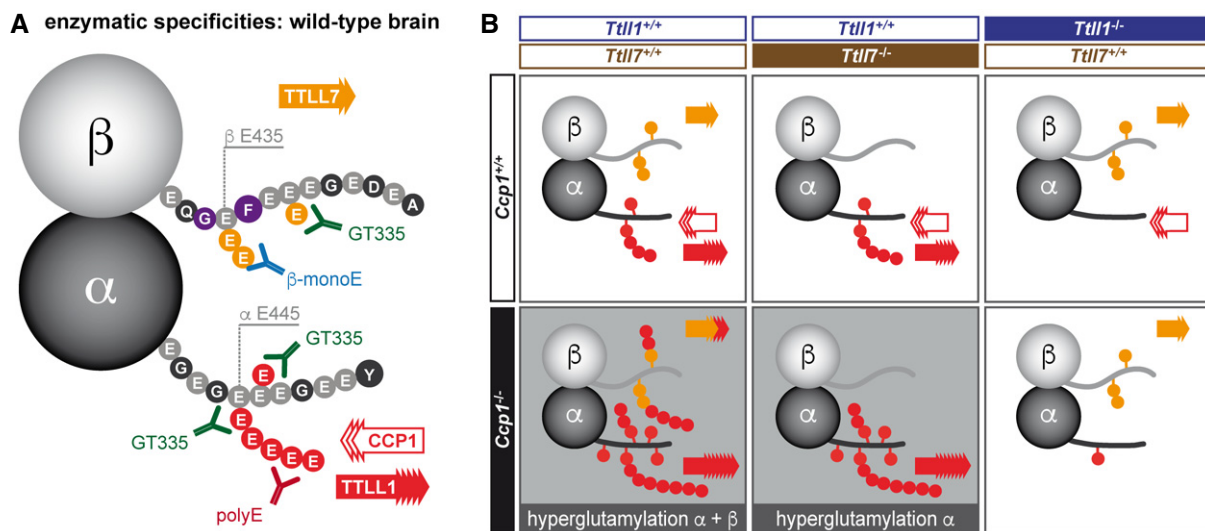 A enzymatic specificities: wild-type brain
TTLL7
β
β E435
E Q G E F E E E G E D E A
E
E E
GT335
β-monoE
α
α E445
GT335
E G E G E E E G E E Y
E
GT335
E E E E E
CCP1
TTLL1
polyE
B
Ttll1+/+ Ttll1+/+ Ttll1-/-
Ttll7+/+ Ttll7-/- Ttll7+/+
Ccp1+/+
β β β
α α α
Ccp1-/-
β β β
α α α
hyperglutamylation α + β hyperglutamylation α